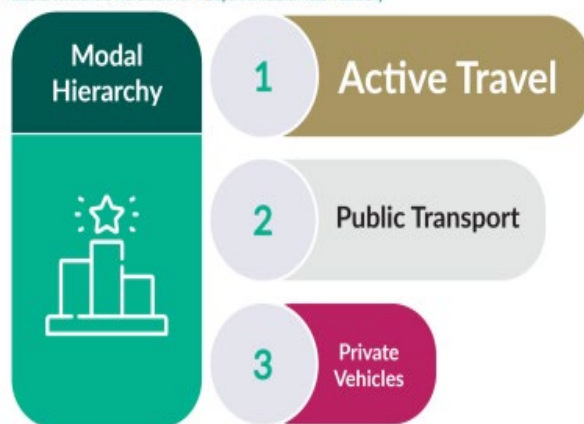 Modal
Hierarchy
1
Active Travel
2
Public Transport
3
Private
Vehicles